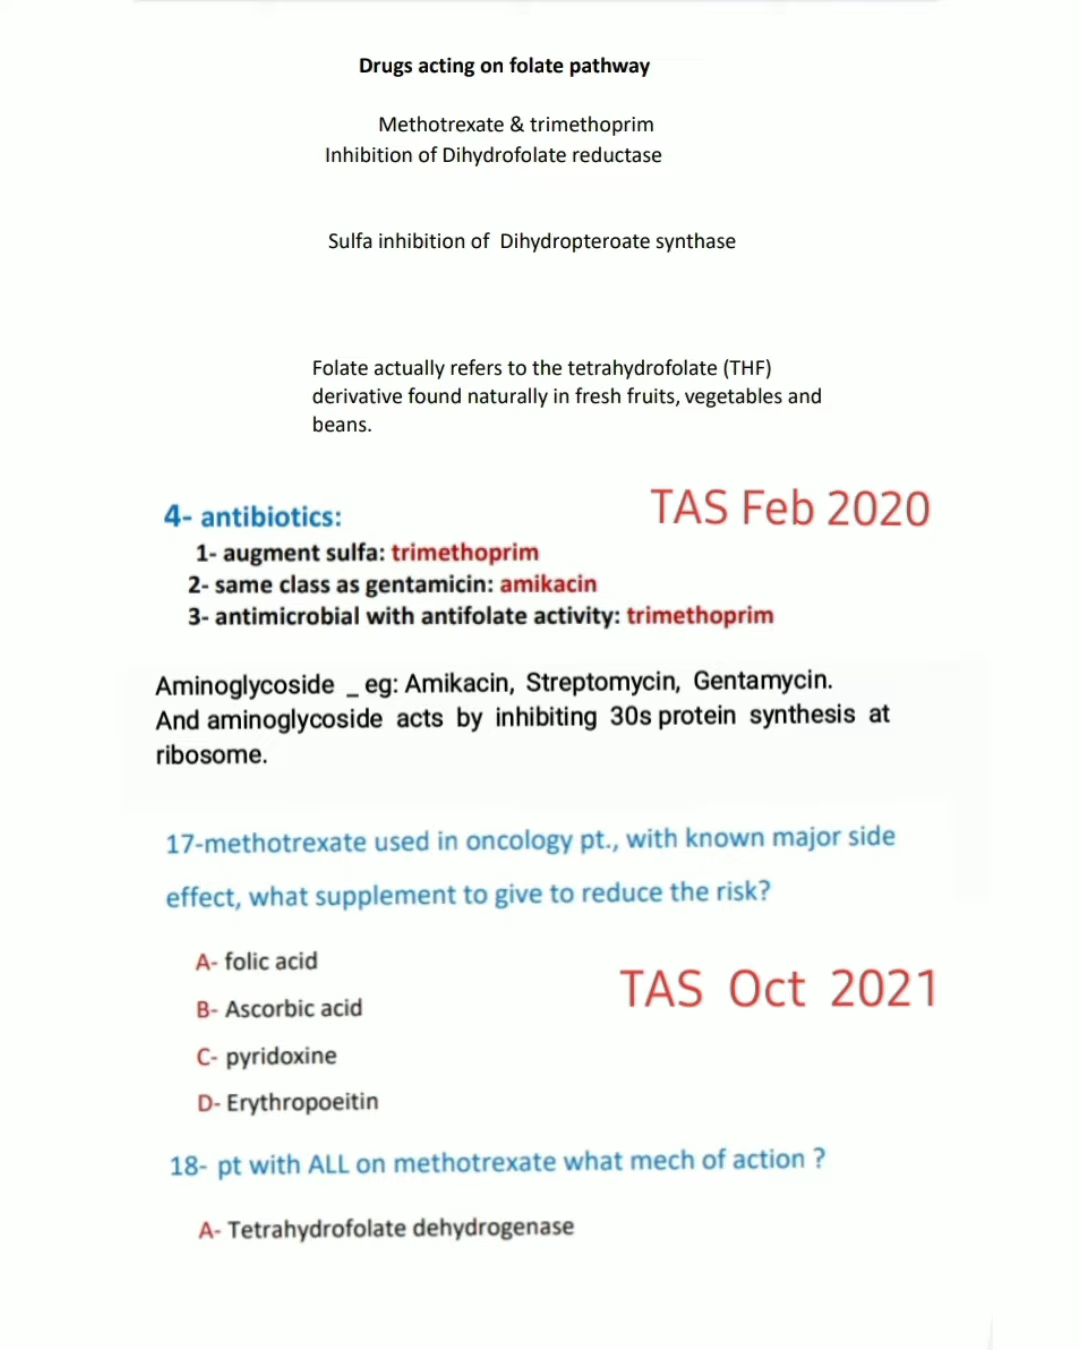 Drugs acting on folate pathway
Methotrexate & trimethoprim
Inhibition of Dihydrofolate reductase
Sulfa inhibition of Dihydropteroate synthase
Folate actually refers to the tetrahydrofolate (THF)
derivative found naturally in fresh fruits, vegetables and
beans.
4- antibiotics:
TAS Feb 2020
1- augment sulfa: trimethoprim
2- same class as gentamicin: amikacin
3- antimicrobial with antifolate activity: trimethoprim
Aminoglycoside _ eg: Amikacin, Streptomycin, Gentamycin.
And aminoglycoside acts by inhibiting 30s protein synthesis at
ribosome.
17-methotrexate used in oncology pt., with known major side
effect, what supplement to give to reduce the risk?
A- folic acid
TAS Oct 2021
B- Ascorbic acid
C- pyridoxine
D- Erythropoeitin
18- pt with ALL on methotrexate what mech of action ?
A- Tetrahydrofolate dehydrogenase